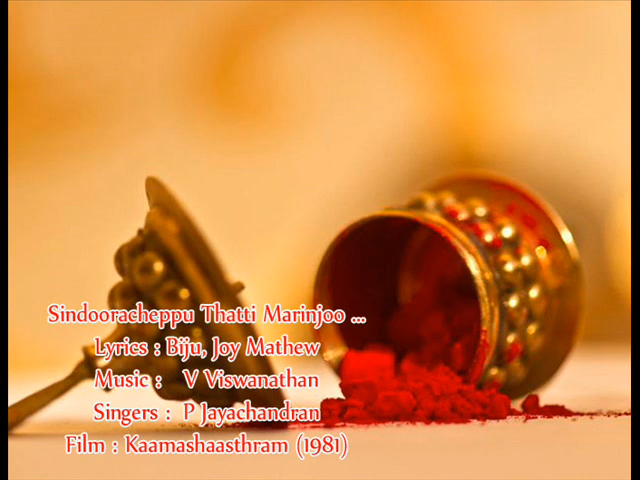 Sindooracheppu Thatti Marinjoo ...
Lyrics : Biju, Joy Mathew
Music : V Viswanathan
Singers : P Jayachandran
Film : Kaamashaasthram (1981)